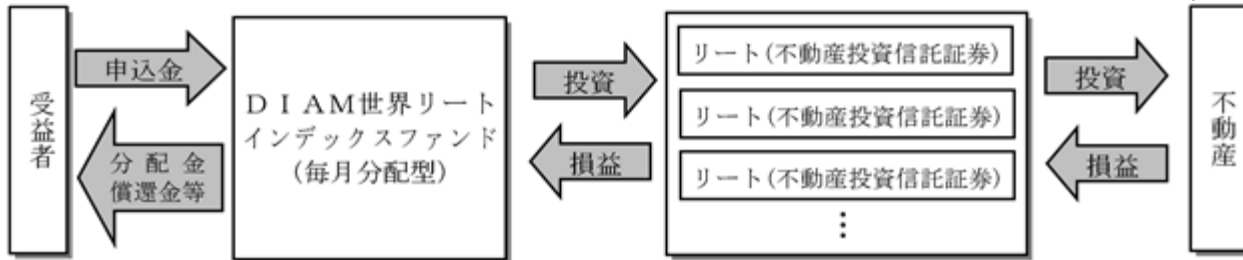 受益者
申込金
分配金
償還金等
ＤＩＡＭ世界リート
インデックスファンド
(毎月分配型)
投資
損益
リート(不動産投資信託証券)
リート(不動産投資信託証券)
リート(不動産投資信託証券)
⋮
投資
損益
不動産